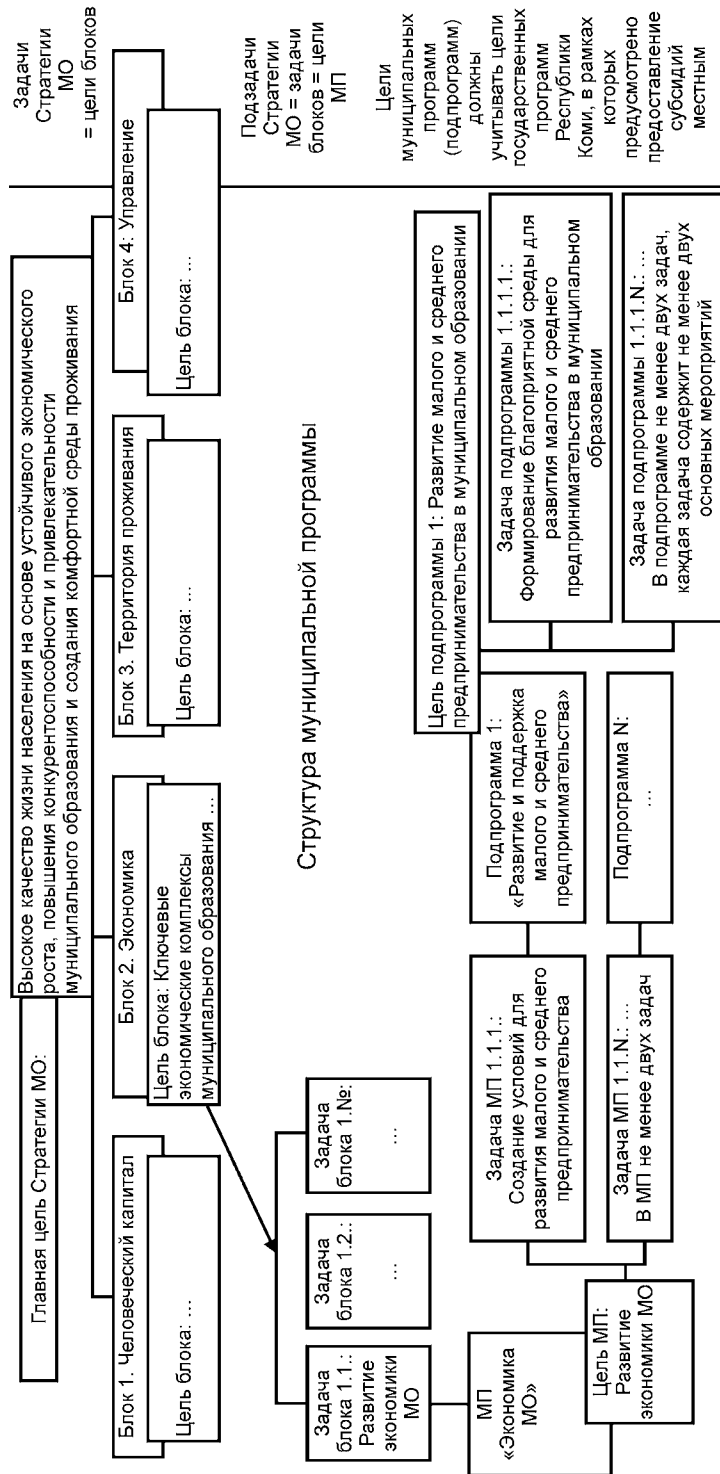 Главная цель Стратегии МО:
Высокое качество жизни населения на основе устойчивого экономического
роста, повышения конкурентоспособности и привлекательности
муниципального образования и создания комфортной среды проживания
Задачи
Стратегии
МО
= цели блоков
Блок 1. Человеческий капитал
Цель блока: …
Блок 2. Экономика
Цель блока: Ключевые
экономические комплексы
муниципального образования …
Блок 3. Территория проживания
Цель блока: …
Блок 4: Управление
Цель блока: …
Подзадачи
Стратегии
МО = задачи
блоков = цели
МП
Задача
блока 1.1.:
Развитие
экономики
МО
Задача
блока 1.2.:
…
Задача
блока 1.№:
…
Структура муниципальной программы
МП
«Экономика
МО»
Цель МП:
Развитие
экономики МО
Задача МП 1.1.1.:
Создание условий для
развития малого и среднего
предпринимательства
Задача МП 1.1.N.: …
В МП не менее двух задач
Подпрограмма 1:
«Развитие и поддержка
малого и среднего
предпринимательства»
Подпрограмма N:
…
Цель подпрограммы 1: Развитие малого и среднего
предпринимательства в муниципальном образовании
Задача подпрограммы 1.1.1.1.:
Формирование благоприятной среды для
развития малого и среднего
предпринимательства в муниципальном
образовании
Задача подпрограммы 1.1.1.N.: …
В подпрограмме не менее двух задач,
каждая задача содержит не менее двух
основных мероприятий
Цели
муниципальных
программ
(подпрограмм)
должны
учитывать цели
государственных
программ
Республики
Коми, в рамках
которых
предусмотрено
предоставление
субсидий
местным